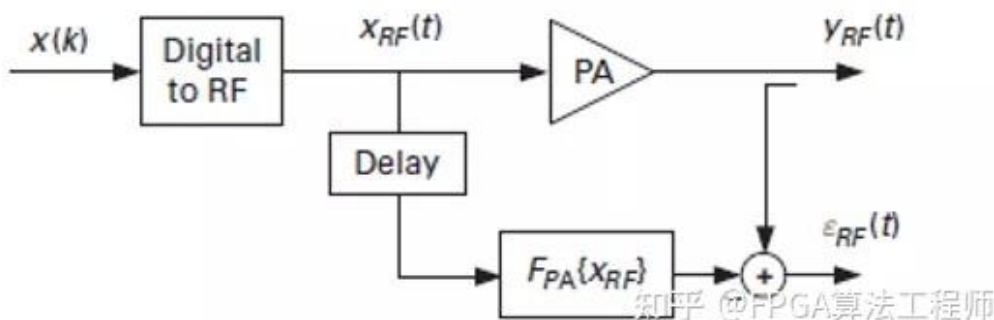 x(k)
Digital
to RF
x_RF(t)
PA
y_RF(t)
Delay
F_PA{x_RF}
+
ε_RF(t)
知乎 @FPGA算法工程师